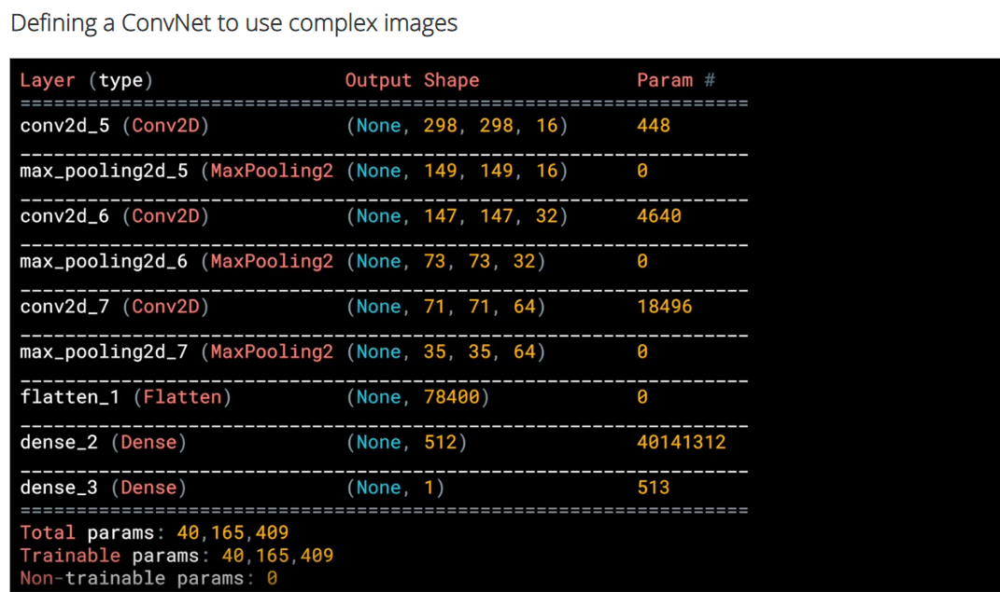 Defining a ConvNet to use complex images
Layer (type) Output Shape Param #
=================================================================
conv2d_5 (Conv2D) (None, 298, 298, 16) 448
_________________________________________________________________
max_pooling2d_5 (MaxPooling2 (None, 149, 149, 16) 0
_________________________________________________________________
conv2d_6 (Conv2D) (None, 147, 147, 32) 4640
_________________________________________________________________
max_pooling2d_6 (MaxPooling2 (None, 73, 73, 32) 0
_________________________________________________________________
conv2d_7 (Conv2D) (None, 71, 71, 64) 18496
_________________________________________________________________
max_pooling2d_7 (MaxPooling2 (None, 35, 35, 64) 0
_________________________________________________________________
flatten_1 (Flatten) (None, 78400) 0
_________________________________________________________________
dense_2 (Dense) (None, 512) 40141312
_________________________________________________________________
dense_3 (Dense) (None, 1) 513
=================================================================
Total params: 40,165,409
Trainable params: 40,165,409
Non-trainable params: 0